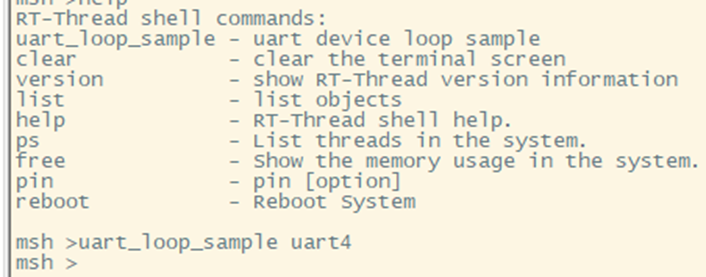 msh >help
RT-Thread shell commands:
uart_loop_sample - uart device loop sample
clear - clear the terminal screen
version - show RT-Thread version information
list - list objects
help - RT-Thread shell help.
ps - List threads in the system.
free - Show the memory usage in the system.
pin - pin [option]
reboot - Reboot System
msh >uart_loop_sample uart4
msh >